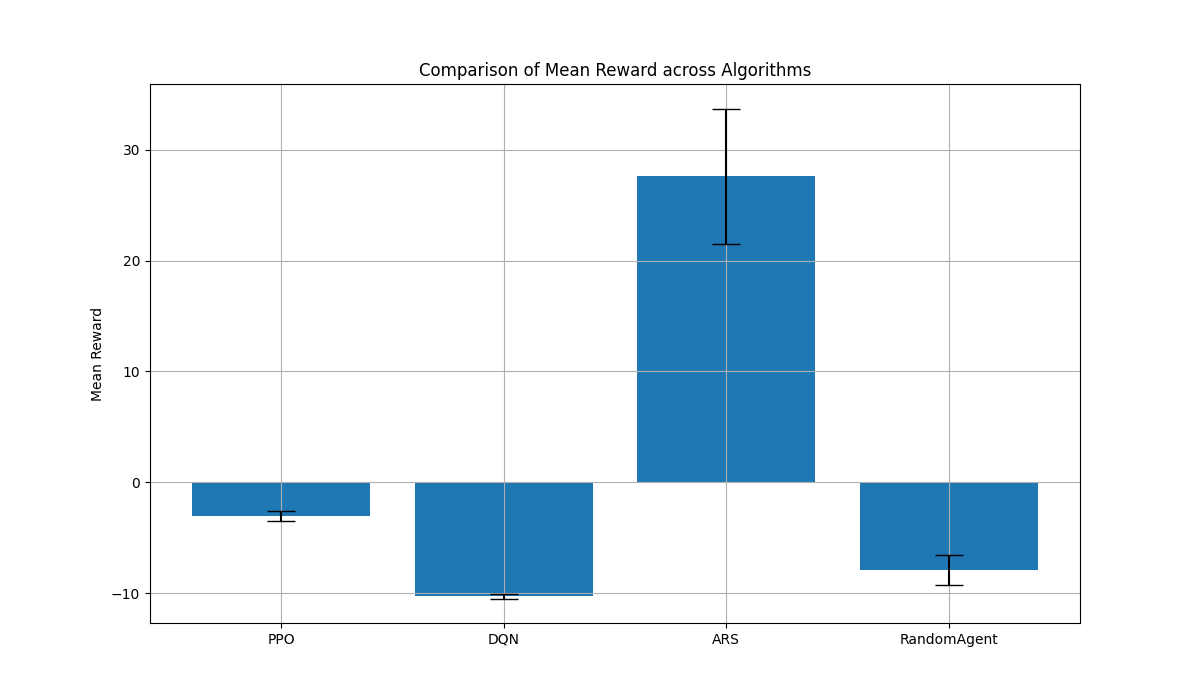 Comparison of Mean Reward across Algorithms
Mean Reward
30
20
10
0
−10
PPO
DQN
ARS
RandomAgent